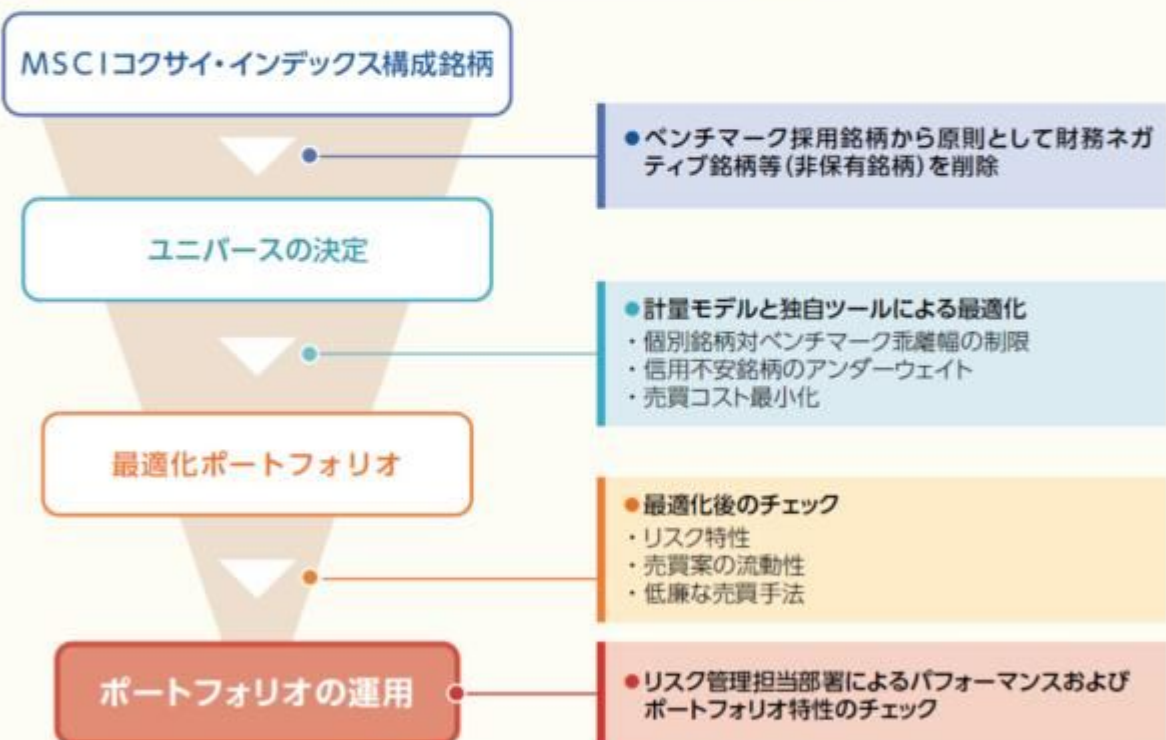 MSCIコクサイ・インデックス構成銘柄
●ベンチマーク採用銘柄から原則として財務ネガ
ティブ銘柄等(非保有銘柄)を削除
ユニバースの決定
●計量モデルと独自ツールによる最適化
・個別銘柄対ベンチマーク乖離幅の制限
・信用不安銘柄のアンダーウェイト
・売買コスト最小化
最適化ポートフォリオ
●最適化後のチェック
・リスク特性
・売買案の流動性
・低廉な売買手法
ポートフォリオの運用
●リスク管理担当部署によるパフォーマンスおよび
ポートフォリオ特性のチェック